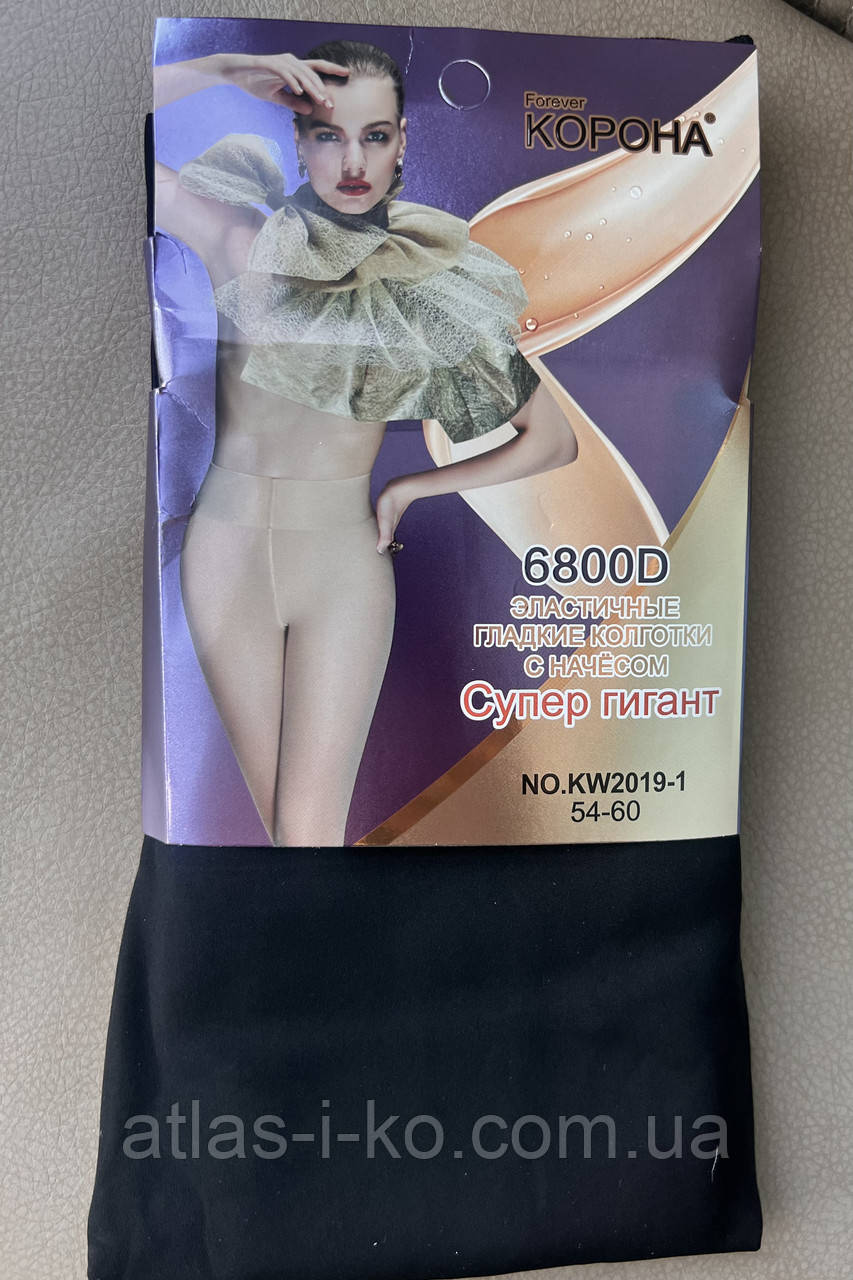 Forever
КОРОНА®
6800D
ЭЛАСТИЧНЫЕ
ГЛАДКИЕ КОЛГОТКИ
С НАЧЁСОМ
Супер гигант
NO.KW2019-1
54-60
atlas-i-ko.com.ua